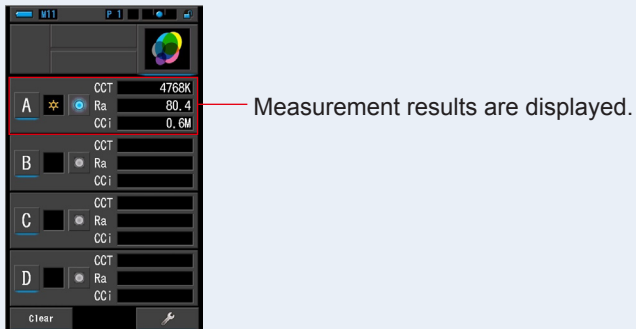 M11 P 1
A CCT 4768K
Ra 80.4
CCi 0.6M
Measurement results are displayed.
B CCT
Ra
CCi
C CCT
Ra
CCi
D CCT
Ra
CCi
Clear